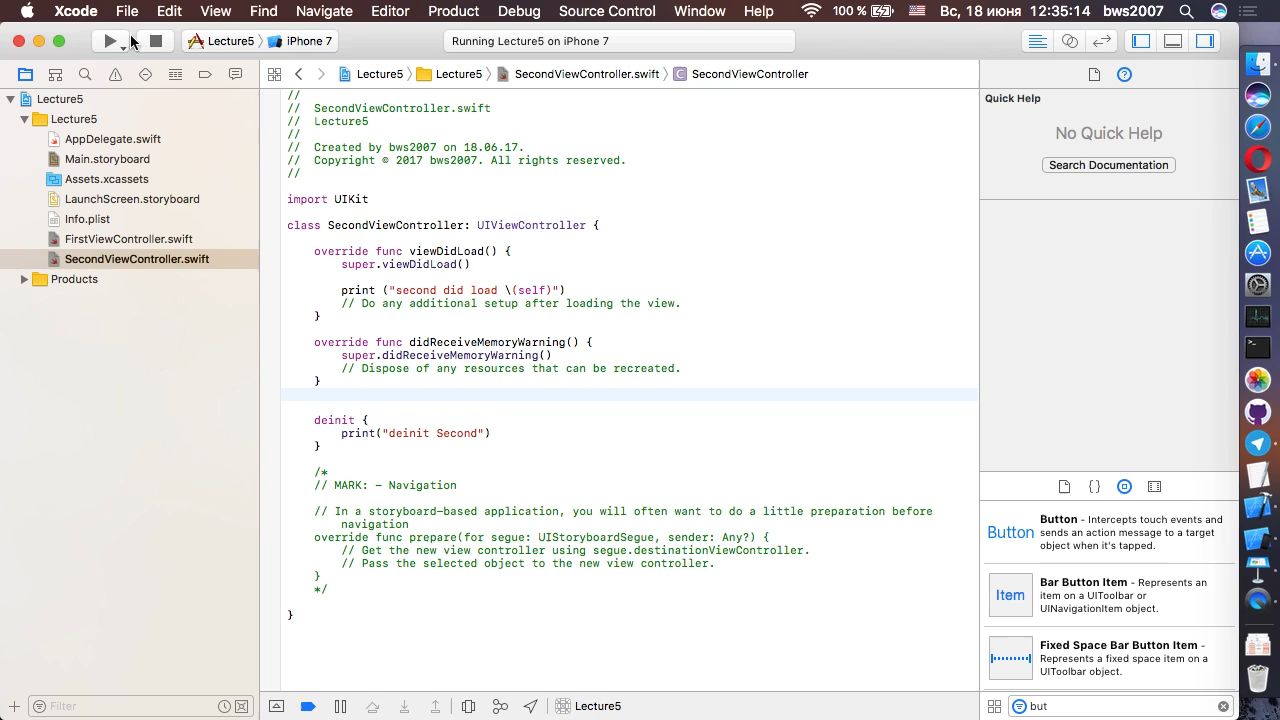 Xcode File Edit View Find Navigate Editor Product Debug Source Control Window Help 100 % Вс, 18 июня 12:35:14 bws2007
Lecture5 iPhone 7 Running Lecture5 on iPhone 7
Lecture5 Lecture5 SecondViewController.swift SecondViewController
Lecture5
Lecture5
AppDelegate.swift
Main.storyboard
Assets.xcassets
LaunchScreen.storyboard
Info.plist
FirstViewController.swift
SecondViewController.swift
Products
Filter
//
//  SecondViewController.swift
//  Lecture5
//
//  Created by bws2007 on 18.06.17.
//  Copyright © 2017 bws2007. All rights reserved.
//
import UIKit
class SecondViewController: UIViewController {
override func viewDidLoad() {
super.viewDidLoad()
print ("second did load \(self)")
// Do any additional setup after loading the view.
}
override func didReceiveMemoryWarning() {
super.didReceiveMemoryWarning()
// Dispose of any resources that can be recreated.
}
deinit {
print("deinit Second")
}
/*
// MARK: - Navigation
// In a storyboard-based application, you will often want to do a little preparation before
navigation
override func prepare(for segue: UIStoryboardSegue, sender: Any?) {
// Get the new view controller using segue.destinationViewController.
// Pass the selected object to the new view controller.
}
*/
}
Lecture5
Quick Help
No Quick Help
Search Documentation
{ }
Button
Button - Intercepts touch events and
sends an action message to a target
object when it's tapped.
Item
Bar Button Item - Represents an
item on a UIToolbar or
UINavigationItem object.
Fixed Space Bar Button Item -
Represents a fixed space item on a
UIToolbar object.
but